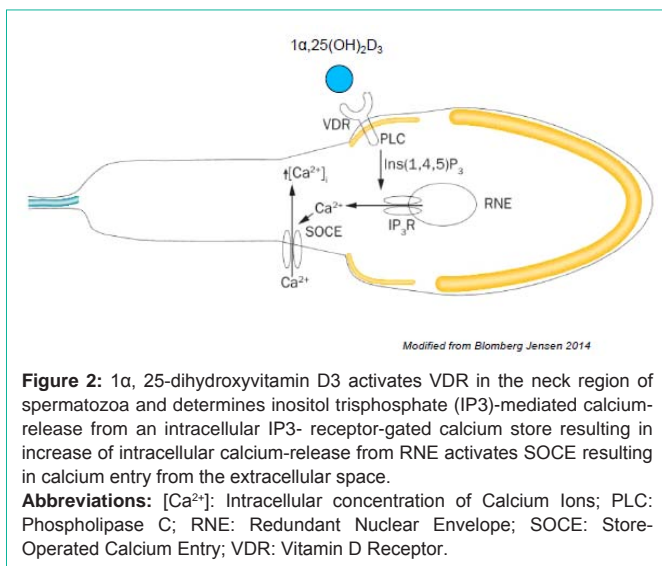 1α,25(OH)₂D₃
VDR
PLC
Ins(1,4,5)P₃
↑[Ca²⁺]ᵢ
Ca²⁺
RNE
SOCE
IP₃R
Ca²⁺
Modified from Blomberg Jensen 2014
Figure 2: 1α, 25-dihydroxyvitamin D3 activates VDR in the neck region of
spermatozoa and determines inositol trisphosphate (IP3)-mediated calcium-
release from an intracellular IP3- receptor-gated calcium store resulting in
increase of intracellular calcium-release from RNE activates SOCE resulting
in calcium entry from the extracellular space.
Abbreviations: [Ca²⁺]: Intracellular concentration of Calcium Ions; PLC:
Phospholipase C; RNE: Redundant Nuclear Envelope; SOCE: Store-
Operated Calcium Entry; VDR: Vitamin D Receptor.